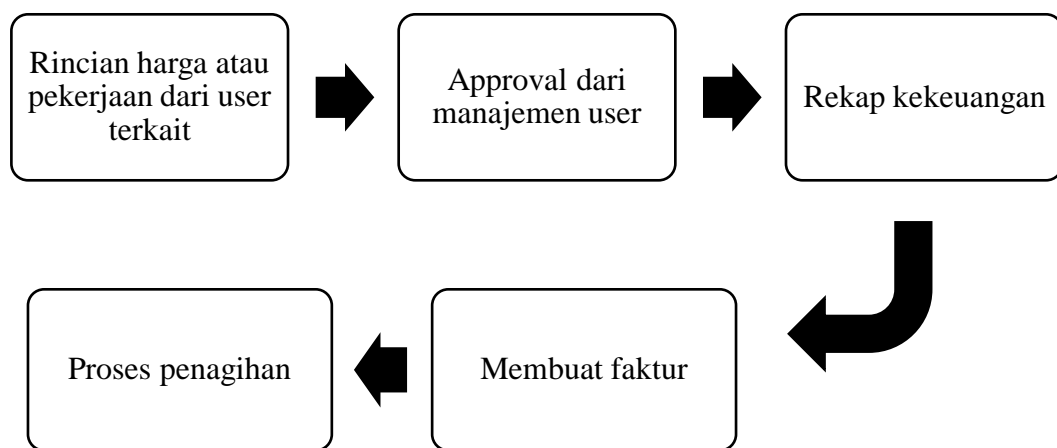 Rincian harga atau
pekerjaan dari user
terkait
Approval dari
manajemen user
Rekap kekeuangan
Membuat faktur
Proses penagihan